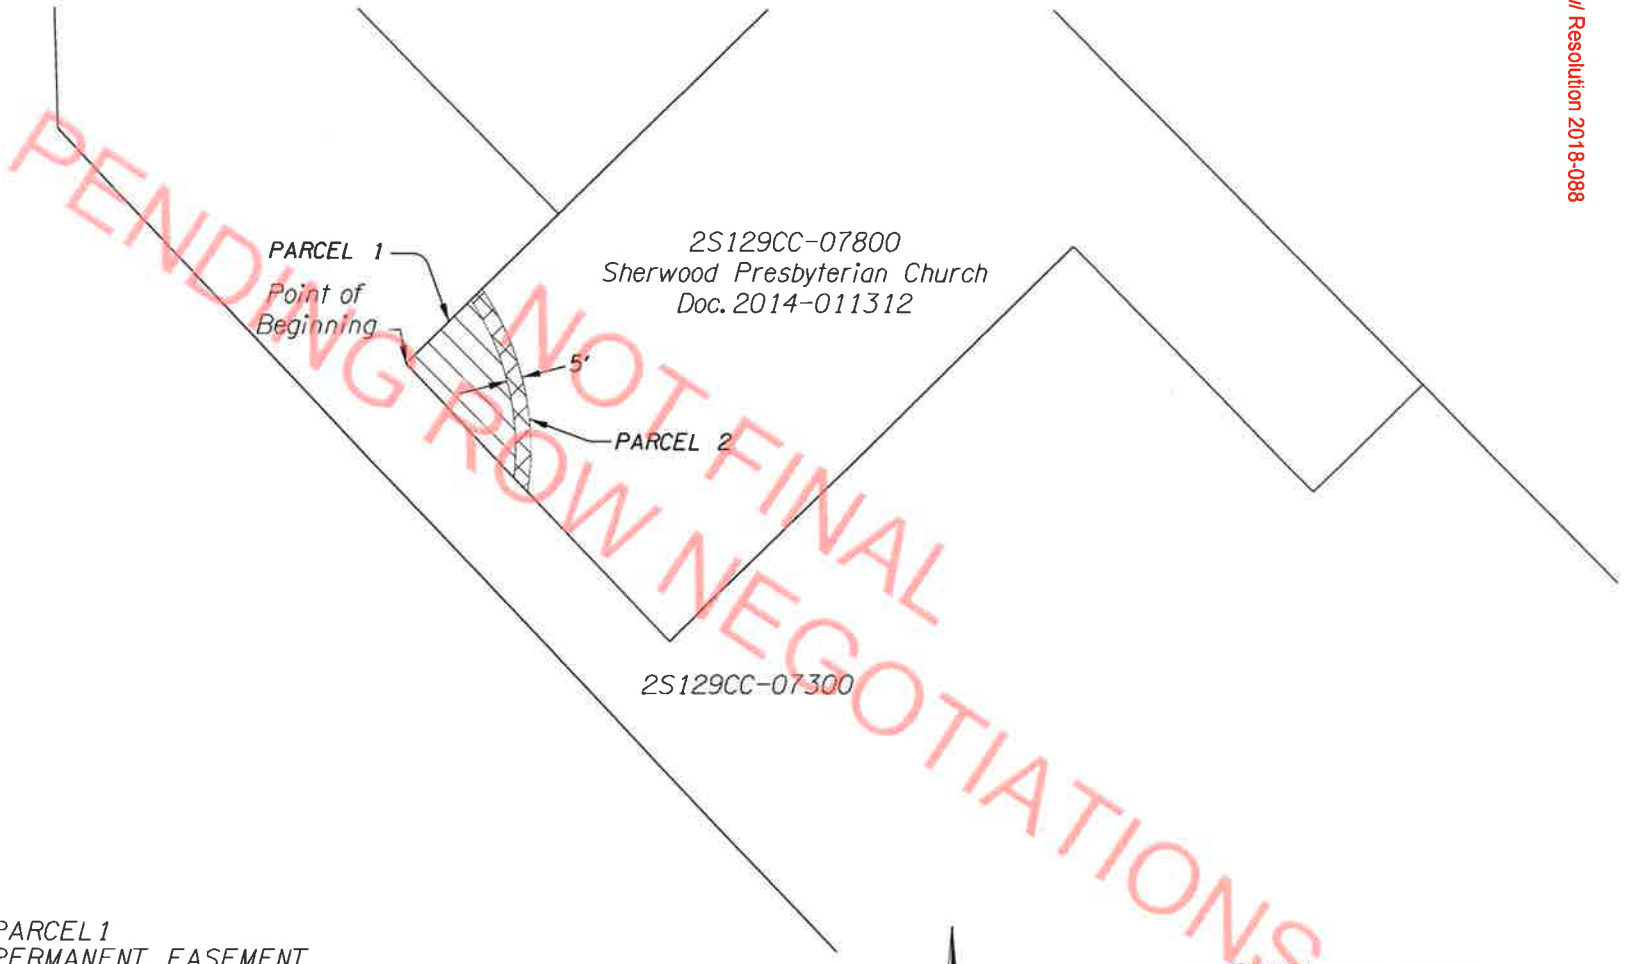 w/ Resolution 2018-088
PENDING ROW NEGOTIATIONS
NOT FINAL
PARCEL 1
Point of
Beginning
2S129CC-07800
Sherwood Presbyterian Church
Doc. 2014-011312
5'
PARCEL 2
2S129CC-07300
PARCEL 1
PERMANENT EASEMENT